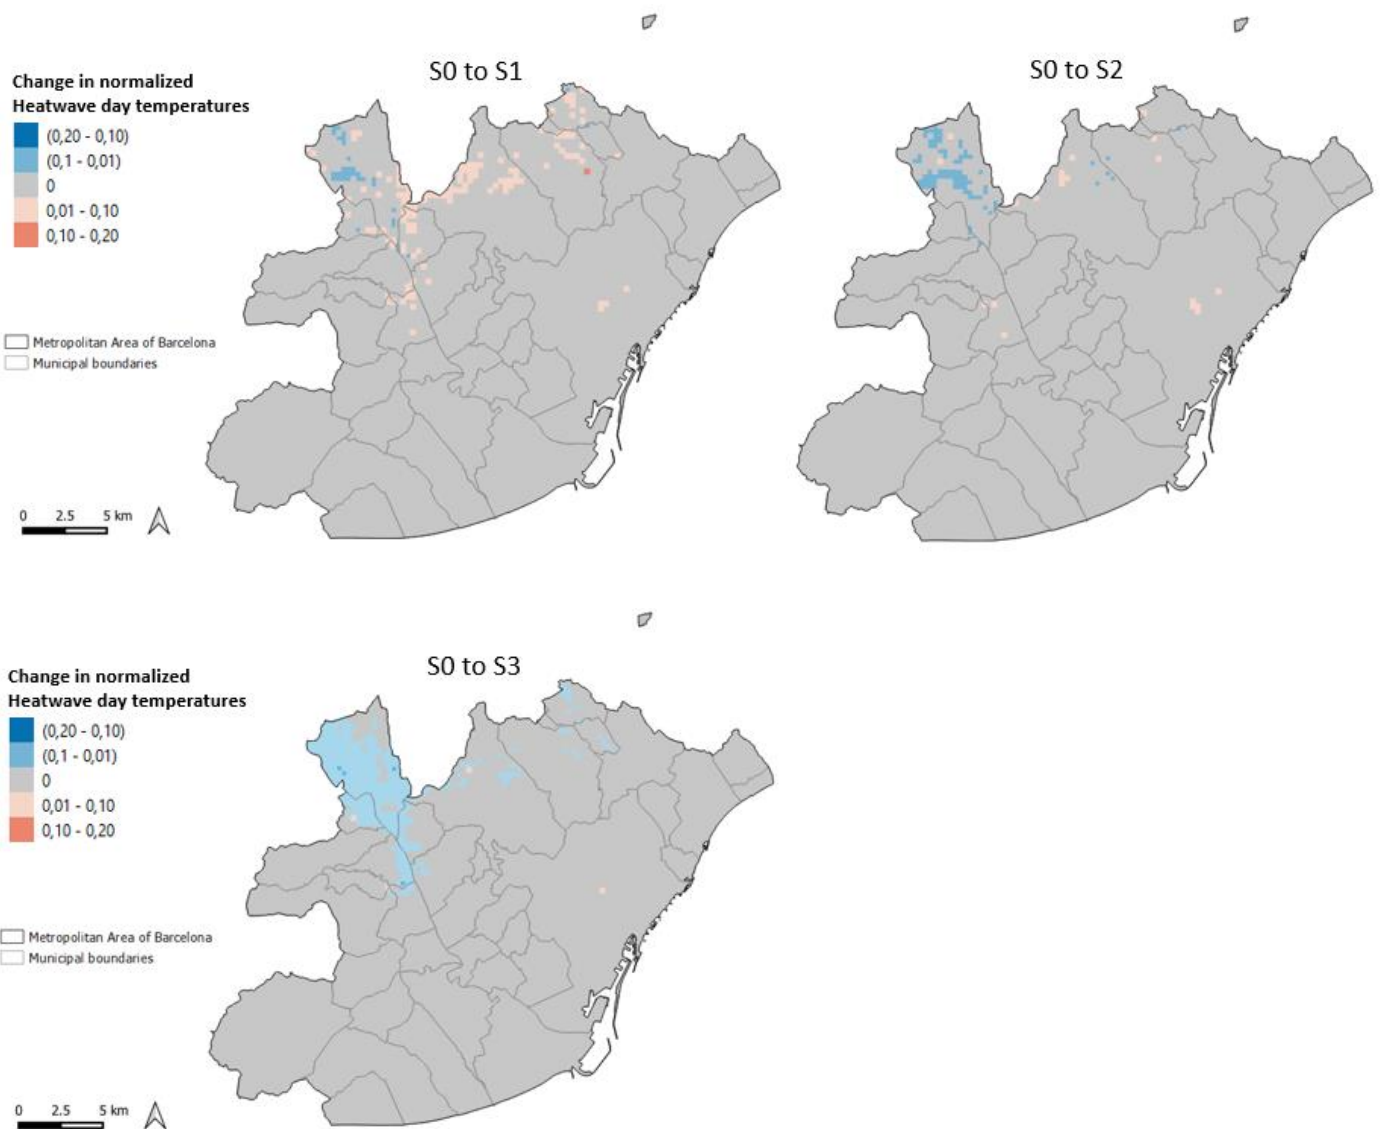 S0 to S1
S0 to S2
Change in normalized
Heatwave day temperatures
(0,20 - 0,10)
(0,1 - 0,01)
0
0,01 - 0,10
0,10 - 0,20
Metropolitan Area of Barcelona
Municipal boundaries
0 2.5 5 km
S0 to S3
Change in normalized
Heatwave day temperatures
(0,20 - 0,10)
(0,1 - 0,01)
0
0,01 - 0,10
0,10 - 0,20
Metropolitan Area of Barcelona
Municipal boundaries
0 2.5 5 km